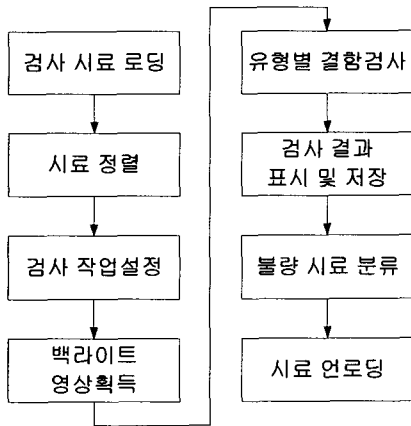 검사 시료 로딩
시료 정렬
검사 작업설정
백라이트
영상획득
유형별 결함검사
검사 결과
표시 및 저장
불량 시료 분류
시료 언로딩